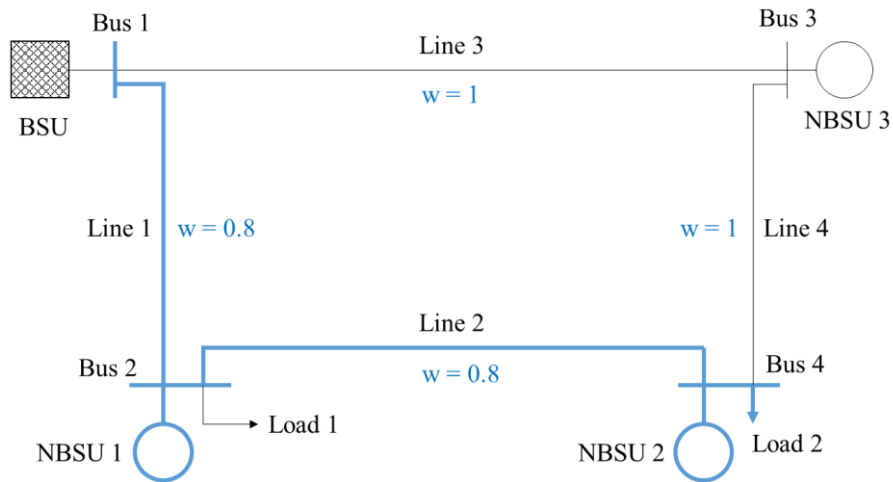 Bus 1
Line 3
Bus 3
w = 1
BSU
NBSU 3
Line 1
w = 0.8
w = 1
Line 4
Line 2
Bus 2
Bus 4
w = 0.8
Load 1
NBSU 1
NBSU 2
Load 2